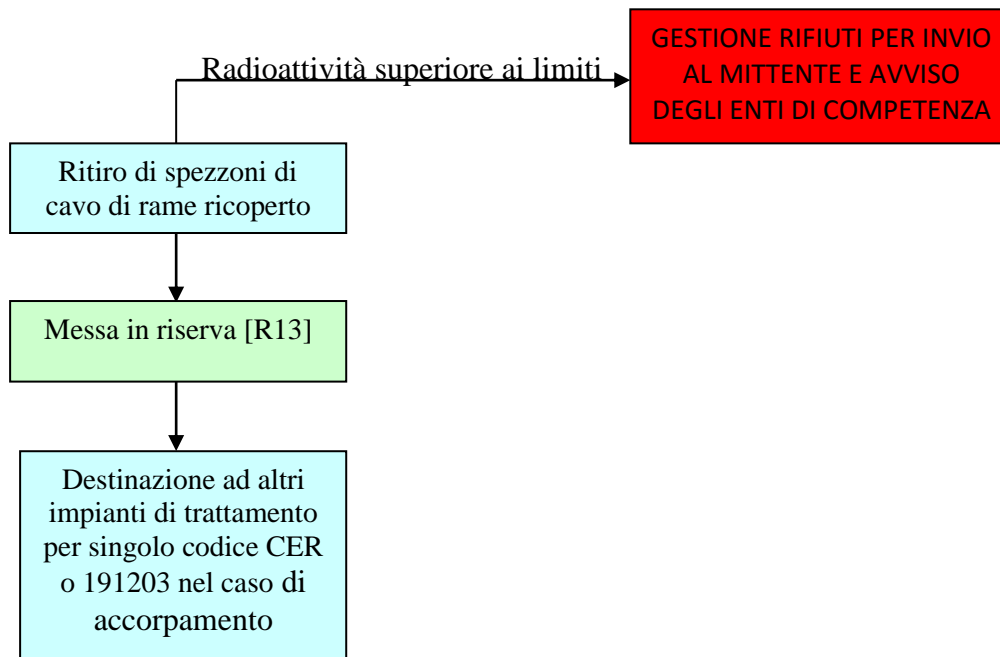 GESTIONE RIFIUTI PER INVIO
AL MITTENTE E AVVISO
DEGLI ENTI DI COMPETENZA
Radioattività superiore ai limiti
Ritiro di spezzoni di
cavo di rame ricoperto
Messa in riserva [R13]
Destinazione ad altri
impianti di trattamento
per singolo codice CER
o 191203 nel caso di
accorpamento